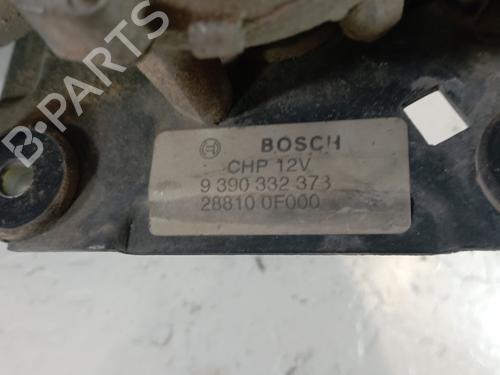 BOSCH
CHP 12V
9 390 332 373
28810 0F000
B-Parts